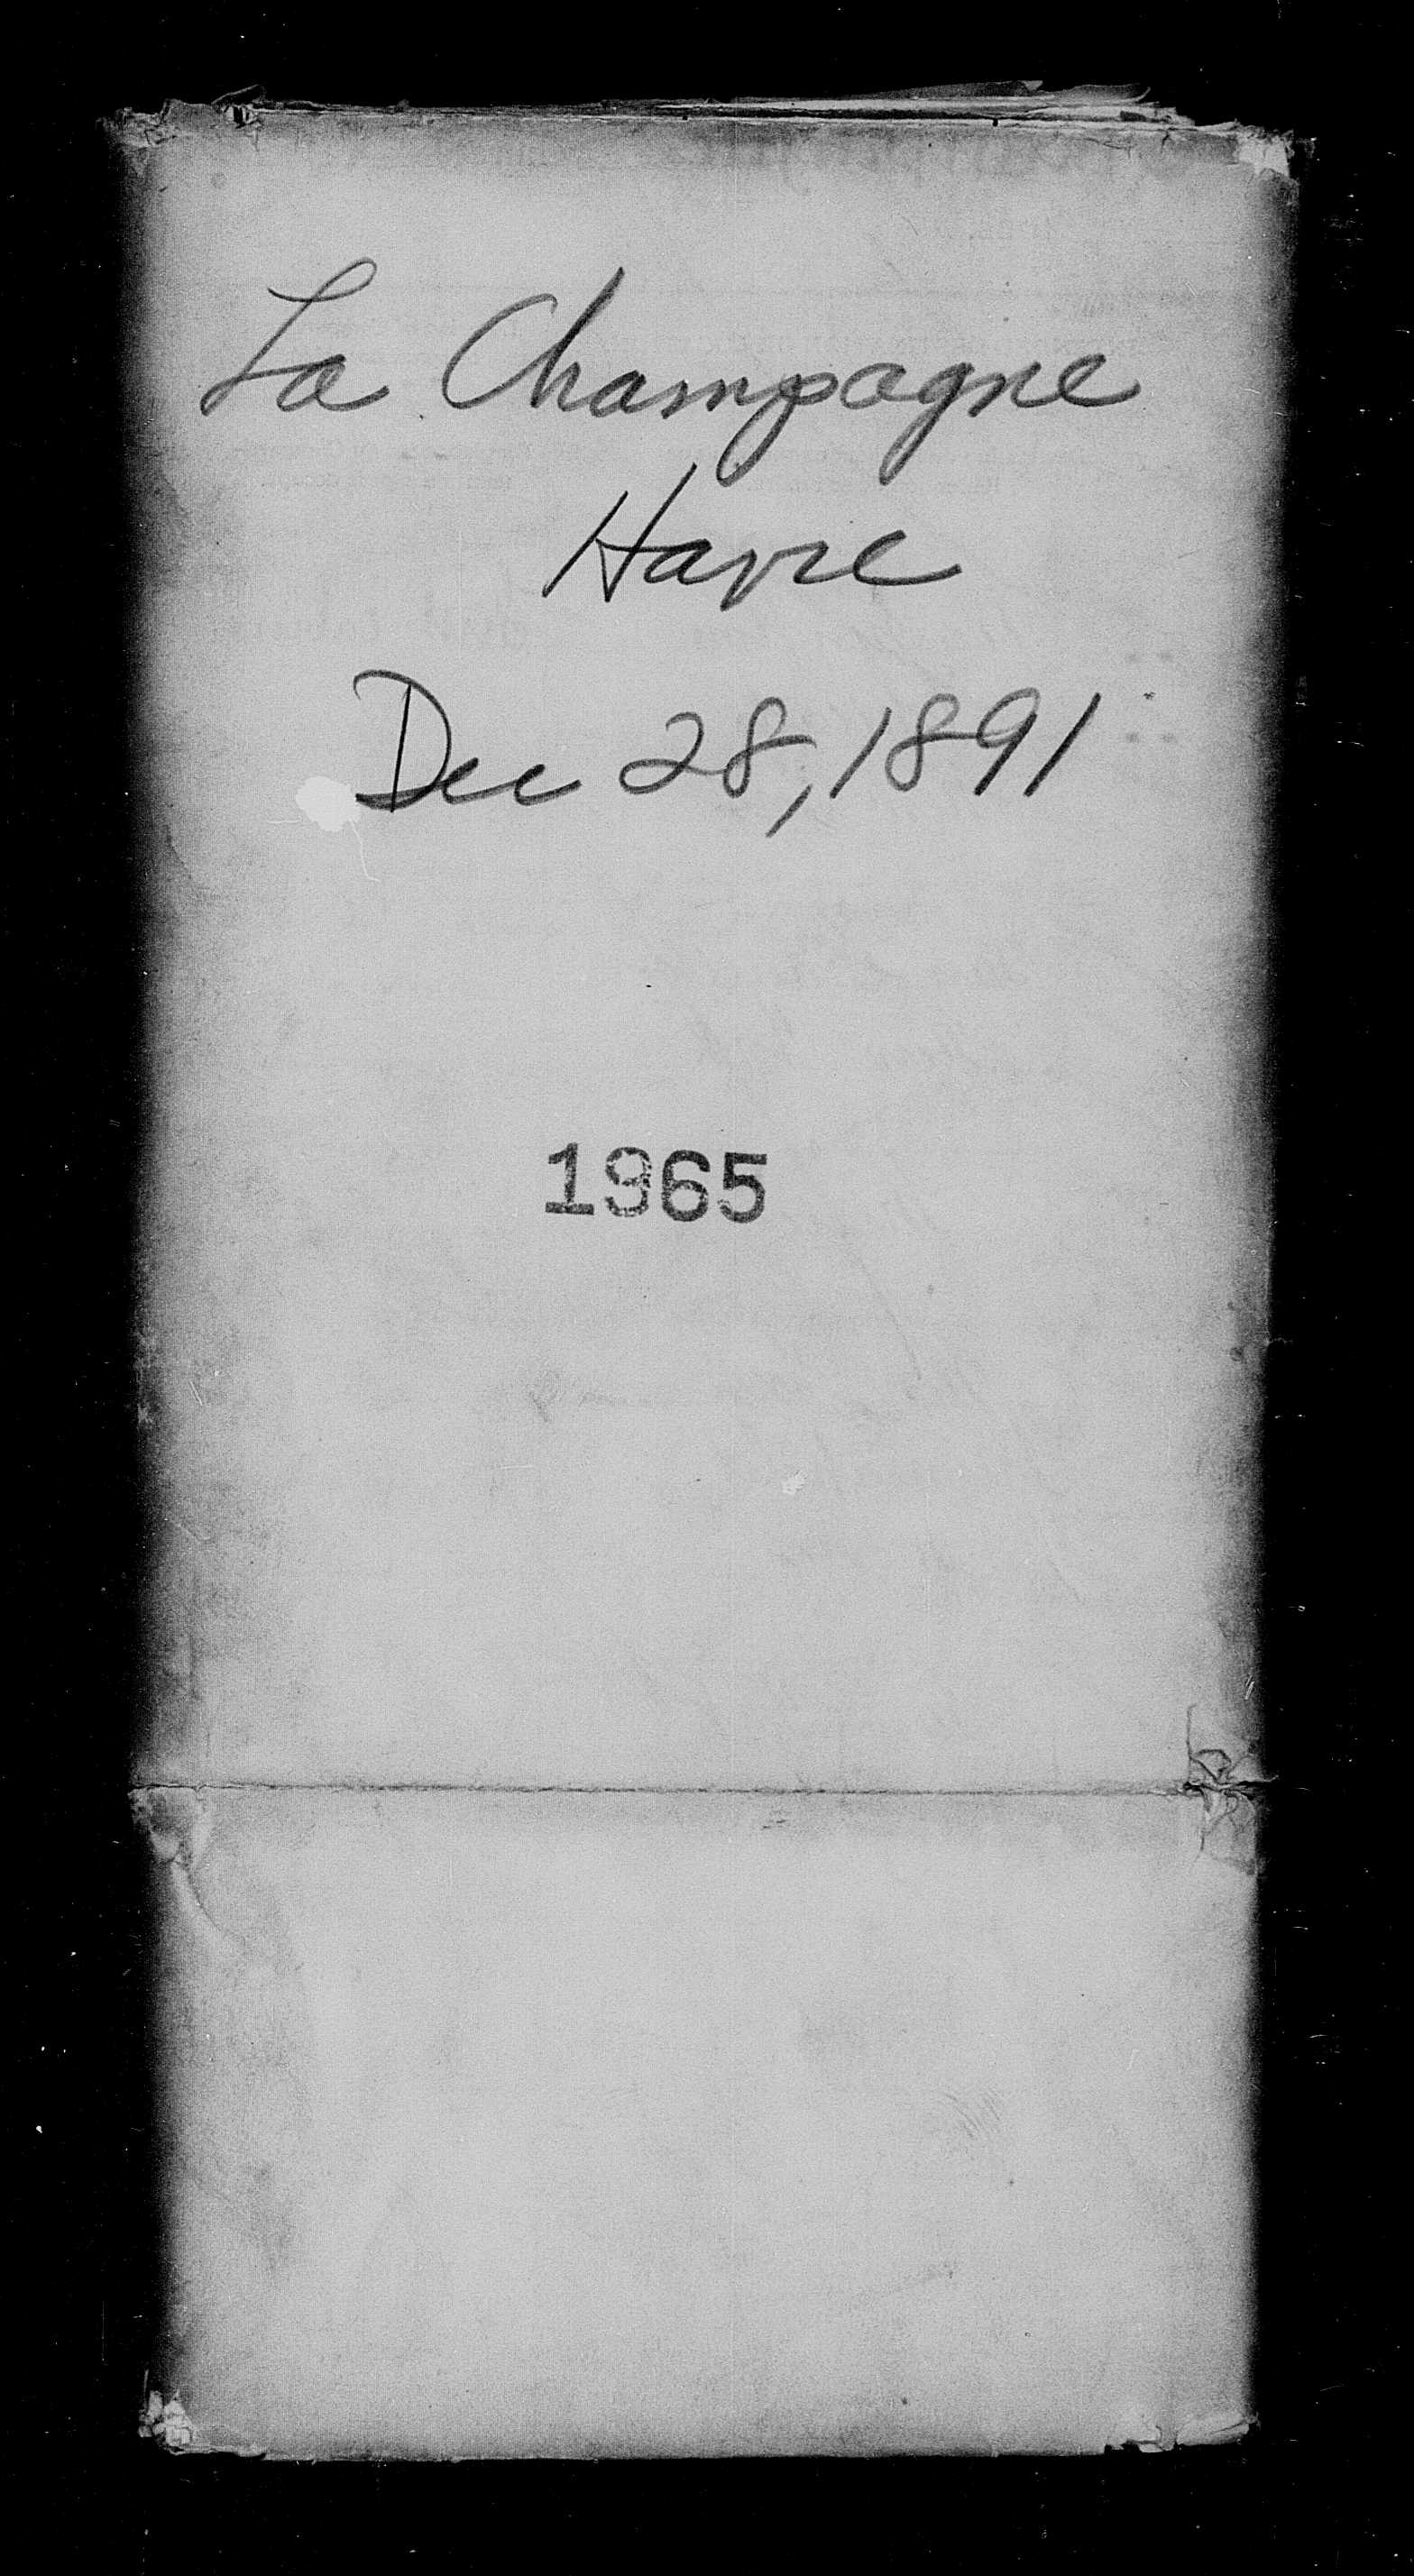 La Champagne
Havre
Dec 28, 1891
1965